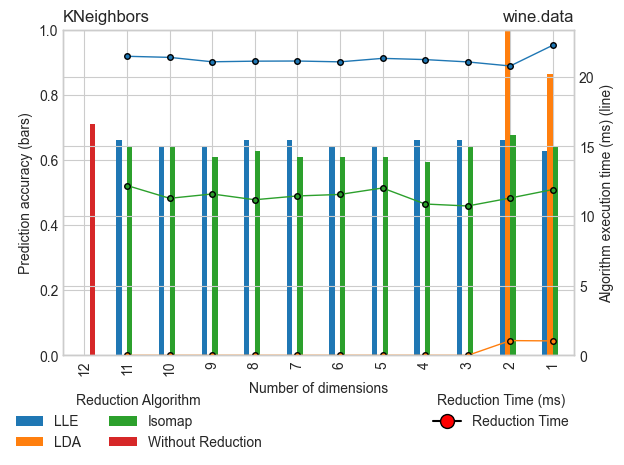 KNeighbors wine.data
1.0
0.8
0.6
0.4
0.2
0.0
Prediction accuracy (bars)
20
15
10
5
0
Algorithm execution time (ms) (line)
12 11 10 9 8 7 6 5 4 3 2 1
Number of dimensions
Reduction Algorithm Reduction Time (ms)
LLE Isomap Reduction Time
LDA Without Reduction